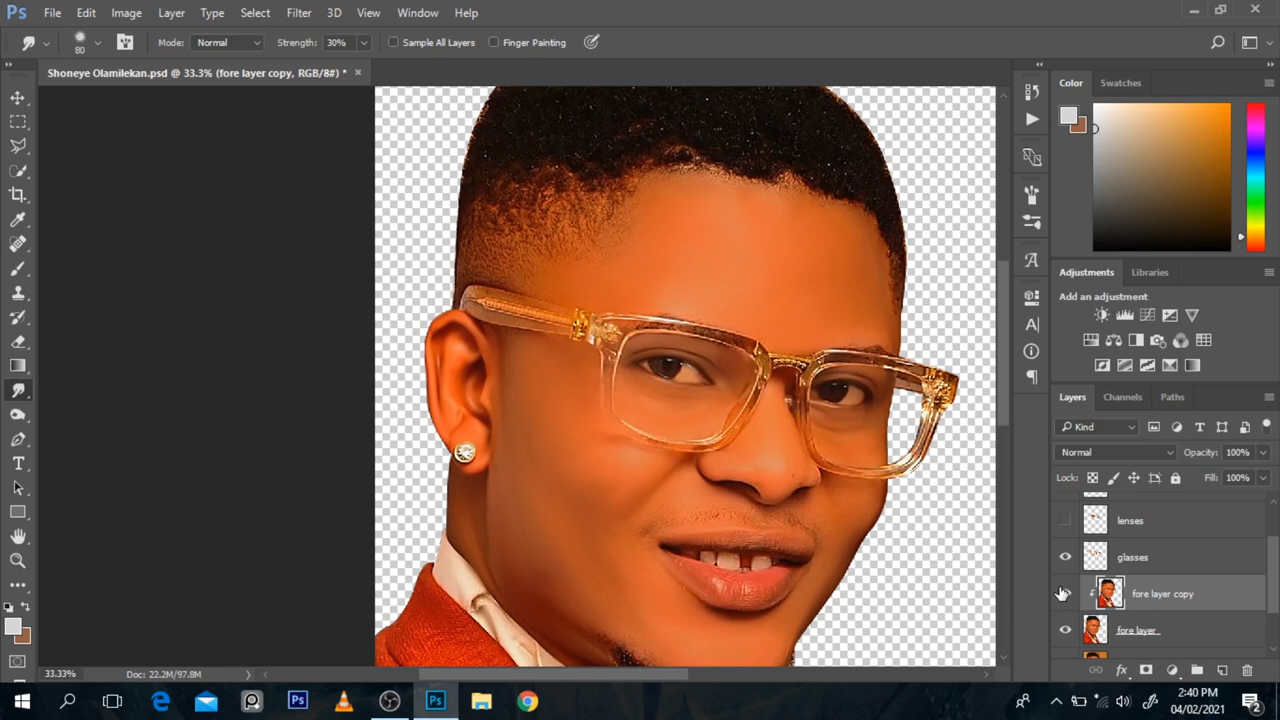 Ps File Edit Image Layer Type Select Filter 3D View Window Help
80 Mode: Normal Strength: 30% Sample All Layers Finger Painting
Shoneye Olamilekan.psd @ 33.3% (fore layer copy, RGB/8#) *
Color Swatches
Adjustments Libraries
Add an adjustment
Layers Channels Paths
Kind
Normal Opacity: 100%
Lock: Fill: 100%
lenses
glasses
fore layer copy
fore layer
33.33% Doc: 22.2M/97.8M
2:40 PM
04/02/2021
2